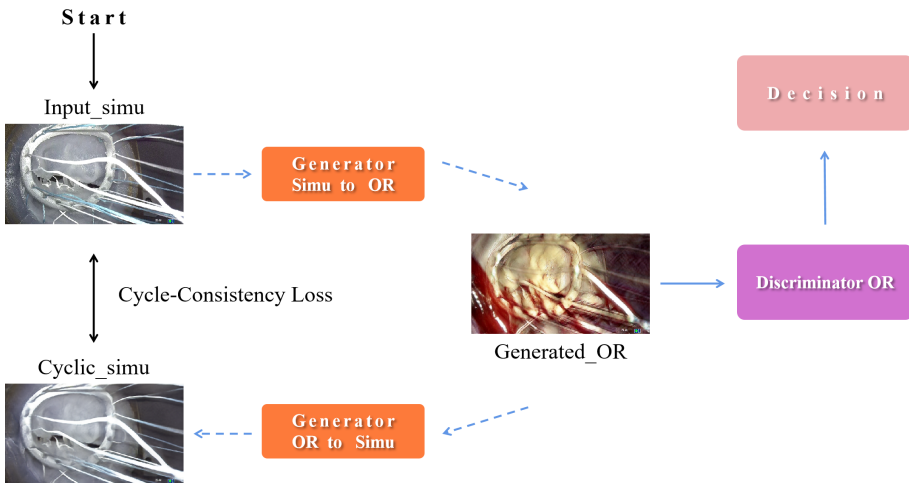 Start
Input_simu
Generator
Simu to OR
Decision
Discriminator OR
Cycle-Consistency Loss
Generated_OR
Cyclic_simu
Generator
OR to Simu